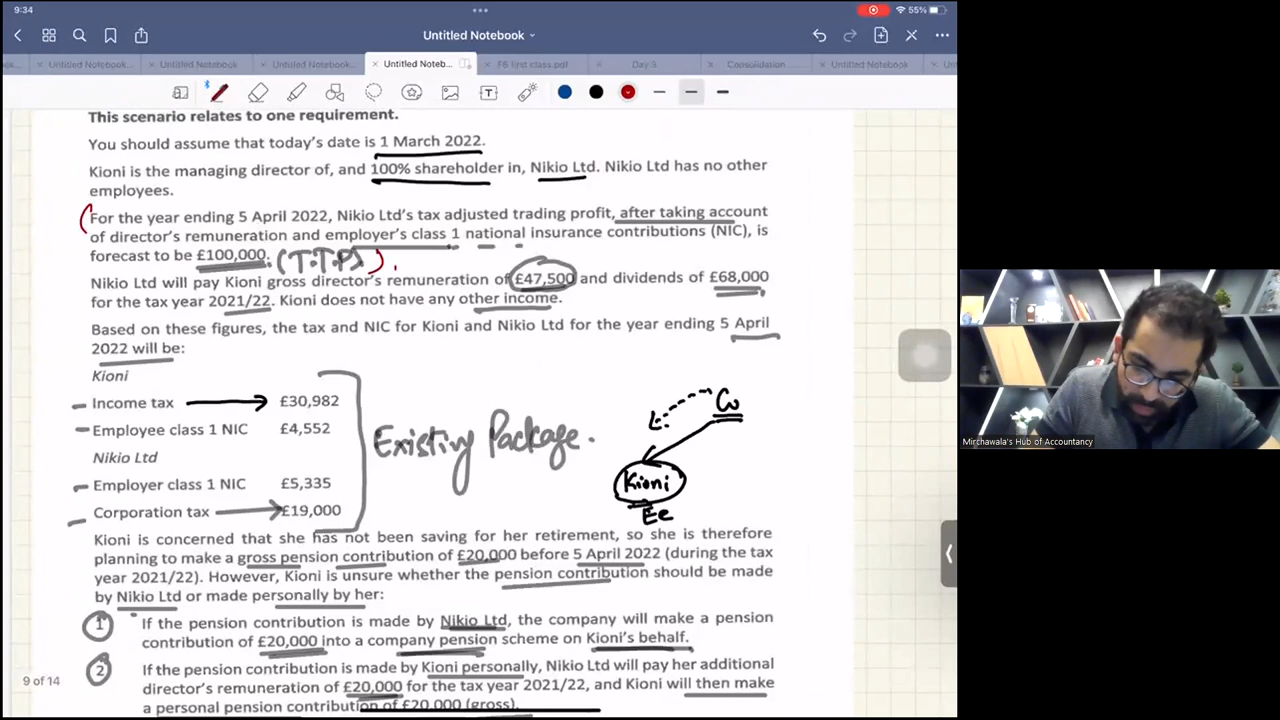 9:34
55%
Untitled Notebook
Untitled Notebook...
Untitled Notebook
Untitled Notebook...
Untitled Noteb...
F6 first class.pdf
Day 5
Consolidation
Untitled Notebook
This scenario relates to one requirement.
You should assume that today's date is 1 March 2022.
Kioni is the managing director of, and 100% shareholder in, Nikio Ltd. Nikio Ltd has no other
employees.
For the year ending 5 April 2022, Nikio Ltd's tax adjusted trading profit, after taking account
of director's remuneration and employer's class 1 national insurance contributions (NIC), is
forecast to be £100,000. (T.T.P)
Nikio Ltd will pay Kioni gross director's remuneration of £47,500 and dividends of £68,000
for the tax year 2021/22. Kioni does not have any other income.
Based on these figures, the tax and NIC for Kioni and Nikio Ltd for the year ending 5 April
2022 will be:
Kioni
Income tax £30,982
Employee class 1 NIC £4,552
Nikio Ltd
Employer class 1 NIC £5,335
Corporation tax £19,000
Existing Package.
Co
Kioni
Ee
Kioni is concerned that she has not been saving for her retirement, so she is therefore
planning to make a gross pension contribution of £20,000 before 5 April 2022 (during the tax
year 2021/22). However, Kioni is unsure whether the pension contribution should be made
by Nikio Ltd or made personally by her:
1 If the pension contribution is made by Nikio Ltd, the company will make a pension
contribution of £20,000 into a company pension scheme on Kioni's behalf.
2 If the pension contribution is made by Kioni personally, Nikio Ltd will pay her additional
director's remuneration of £20,000 for the tax year 2021/22, and Kioni will then make
a personal pension contribution of £20,000 (gross).
9 of 14
Mirchawala's Hub of Accountancy